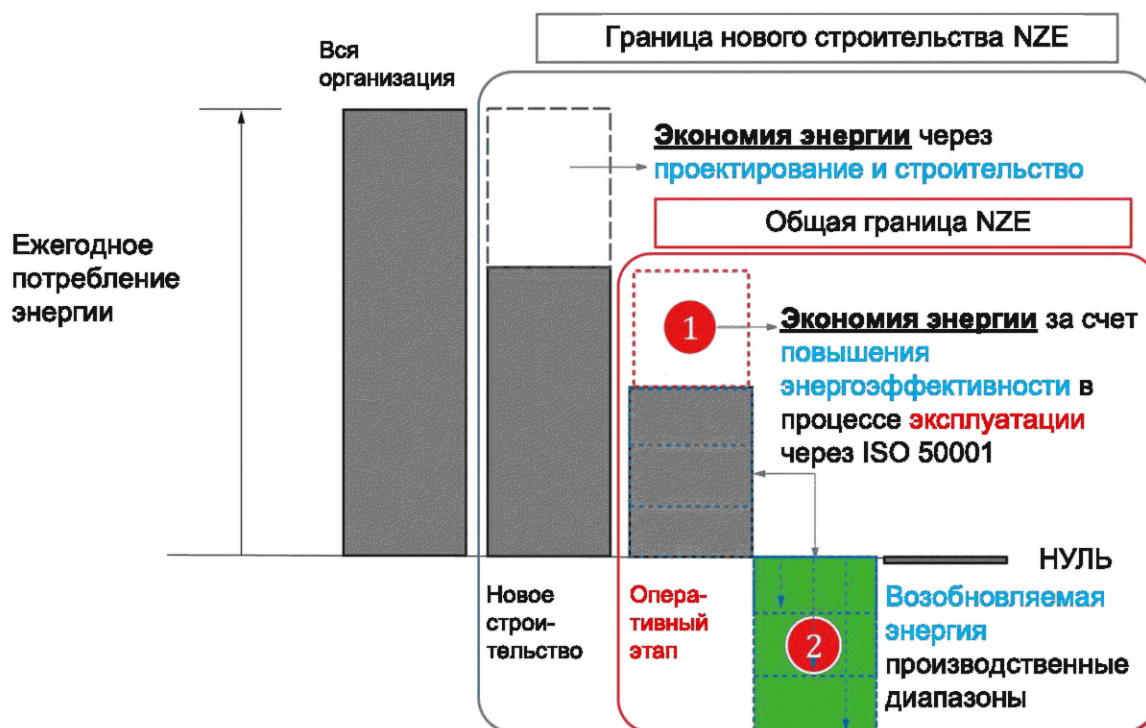 Граница нового строительства NZE
Вся
организация
Экономия энергии через
проектирование и строительство
Общая граница NZE
Ежегодное
потребление
энергии
1
Экономия энергии за счет
повышения
энергоэффективности в
процессе эксплуатации
через ISO 50001
НУЛЬ
Новое
строи-
тельство
Опера-
тивный
этап
2
Возобновляемая
энергия
производственные
диапазоны